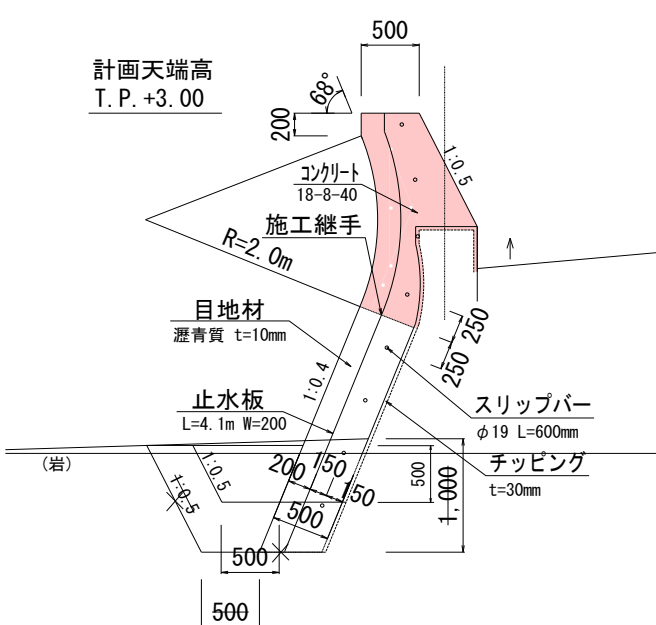 500
計画天端高
T.P.+3.00
68°
200
1:0.5
コンクリート
18-8-40
施工継手
R=2.0m
目地材
瀝青質 t=10mm
250
250
1:0.4
止水板
L=4.1m W=200
スリップバー
φ19 L=600mm
チッピング
t=30mm
(岩)
1:0.5
1:0.5
200
150
150
500
500
1,000
500
500